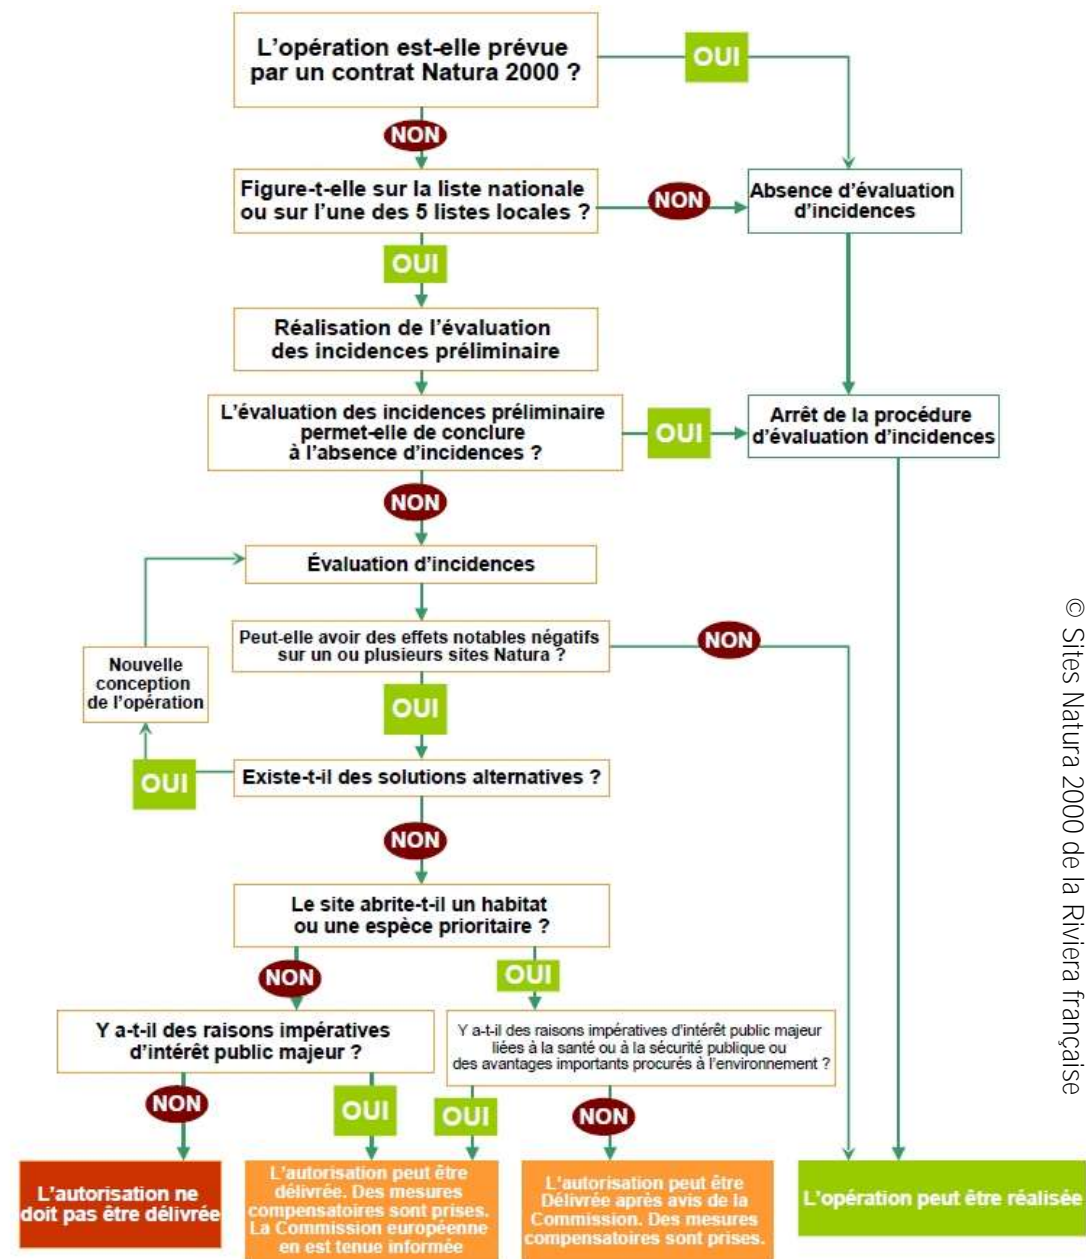 L'opération est-elle prévue
par un contrat Natura 2000 ?
OUI
NON
Figure-t-elle sur la liste nationale
ou sur l'une des 5 listes locales ?
NON
Absence d'évaluation
d'incidences
OUI
Réalisation de l'évaluation
des incidences préliminaire
L'évaluation des incidences préliminaire
permet-elle de conclure
à l'absence d'incidences ?
OUI
Arrêt de la procédure
d'évaluation d'incidences
NON
Évaluation d'incidences
Peut-elle avoir des effets notables négatifs
sur un ou plusieurs sites Natura ?
NON
Nouvelle
conception
de l'opération
OUI
OUI
Existe-t-il des solutions alternatives ?
NON
Le site abrite-t-il un habitat
ou une espèce prioritaire ?
NON
OUI
Y a-t-il des raisons impératives
d'intérêt public majeur ?
Y a-t-il des raisons impératives d'intérêt public majeur
liées à la santé ou à la sécurité publique ou
des avantages importants procurés à l'environnement ?
NON
OUI
OUI
NON
L'autorisation ne
doit pas être délivrée
L'autorisation peut être
délivrée. Des mesures
compensatoires sont prises.
La Commission européenne
en est tenue informée
L'autorisation peut être
Délivrée après avis de la
Commission. Des mesures
compensatoires sont prises.
L'opération peut être réalisée
© Sites Natura 2000 de la Riviera française